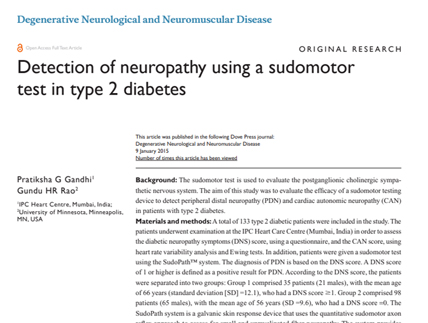 Degenerative Neurological and Neuromuscular Disease
Open Access Full Text Article
ORIGINAL RESEARCH
Detection of neuropathy using a sudomotor
test in type 2 diabetes
This article was published in the following Dove Press journal:
Degenerative Neurological and Neuromuscular Disease
9 January 2015
Number of times this article has been viewed
Pratiksha G Gandhi¹
Gundu HR Rao²
¹IPC Heart Centre, Mumbai, India;
²University of Minnesota, Minneapolis,
MN, USA
Background: The sudomotor test is used to evaluate the postganglionic cholinergic sympa-
thetic nervous system. The aim of this study was to evaluate the efficacy of a sudomotor testing
device to detect peripheral distal neuropathy (PDN) and cardiac autonomic neuropathy (CAN)
in patients with type 2 diabetes.
Materials and methods: A total of 133 type 2 diabetic patients were included in the study. The
patients underwent examination at the IPC Heart Care Centre (Mumbai, India) in order to assess
the diabetic neuropathy symptoms (DNS) score, using a questionnaire, and the CAN score, using
heart rate variability analysis and Ewing tests. In addition, patients were given a sudomotor test
using the SudoPath™ system. The diagnosis of PDN was based on the DNS score. A DNS score
of 1 or higher is defined as a positive result for PDN. According to the DNS score, the patients
were separated into two groups: Group 1 comprised 35 patients (21 males), with the mean age
of 66 years (standard deviation [SD] =12.1), who had a DNS score ≥1. Group 2 comprised 98
patients (65 males), with the mean age of 56 years (SD =9.6), who had a DNS score =0. The
SudoPath system is a galvanic skin response device that uses the quantitative sudomotor axon